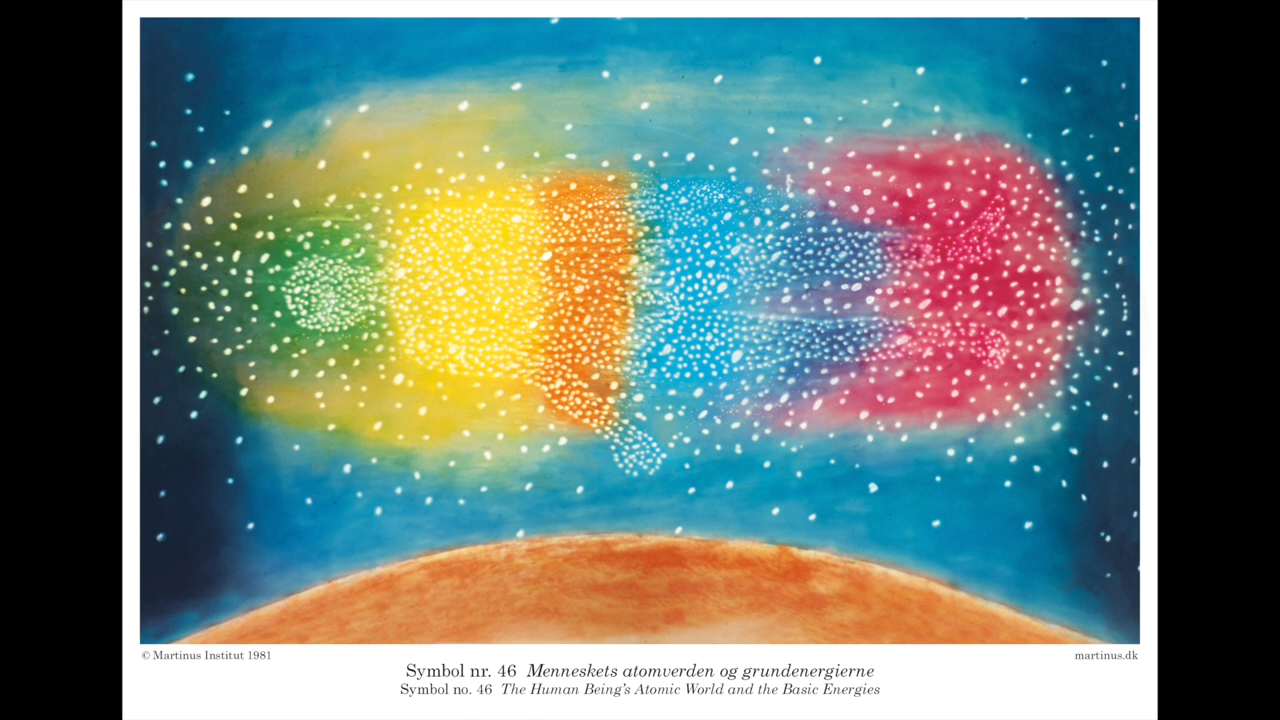 © Martinus Institut 1981
martinus.dk
Symbol nr. 46 Menneskets atomverden og grundenergierne
Symbol no. 46 The Human Being's Atomic World and the Basic Energies